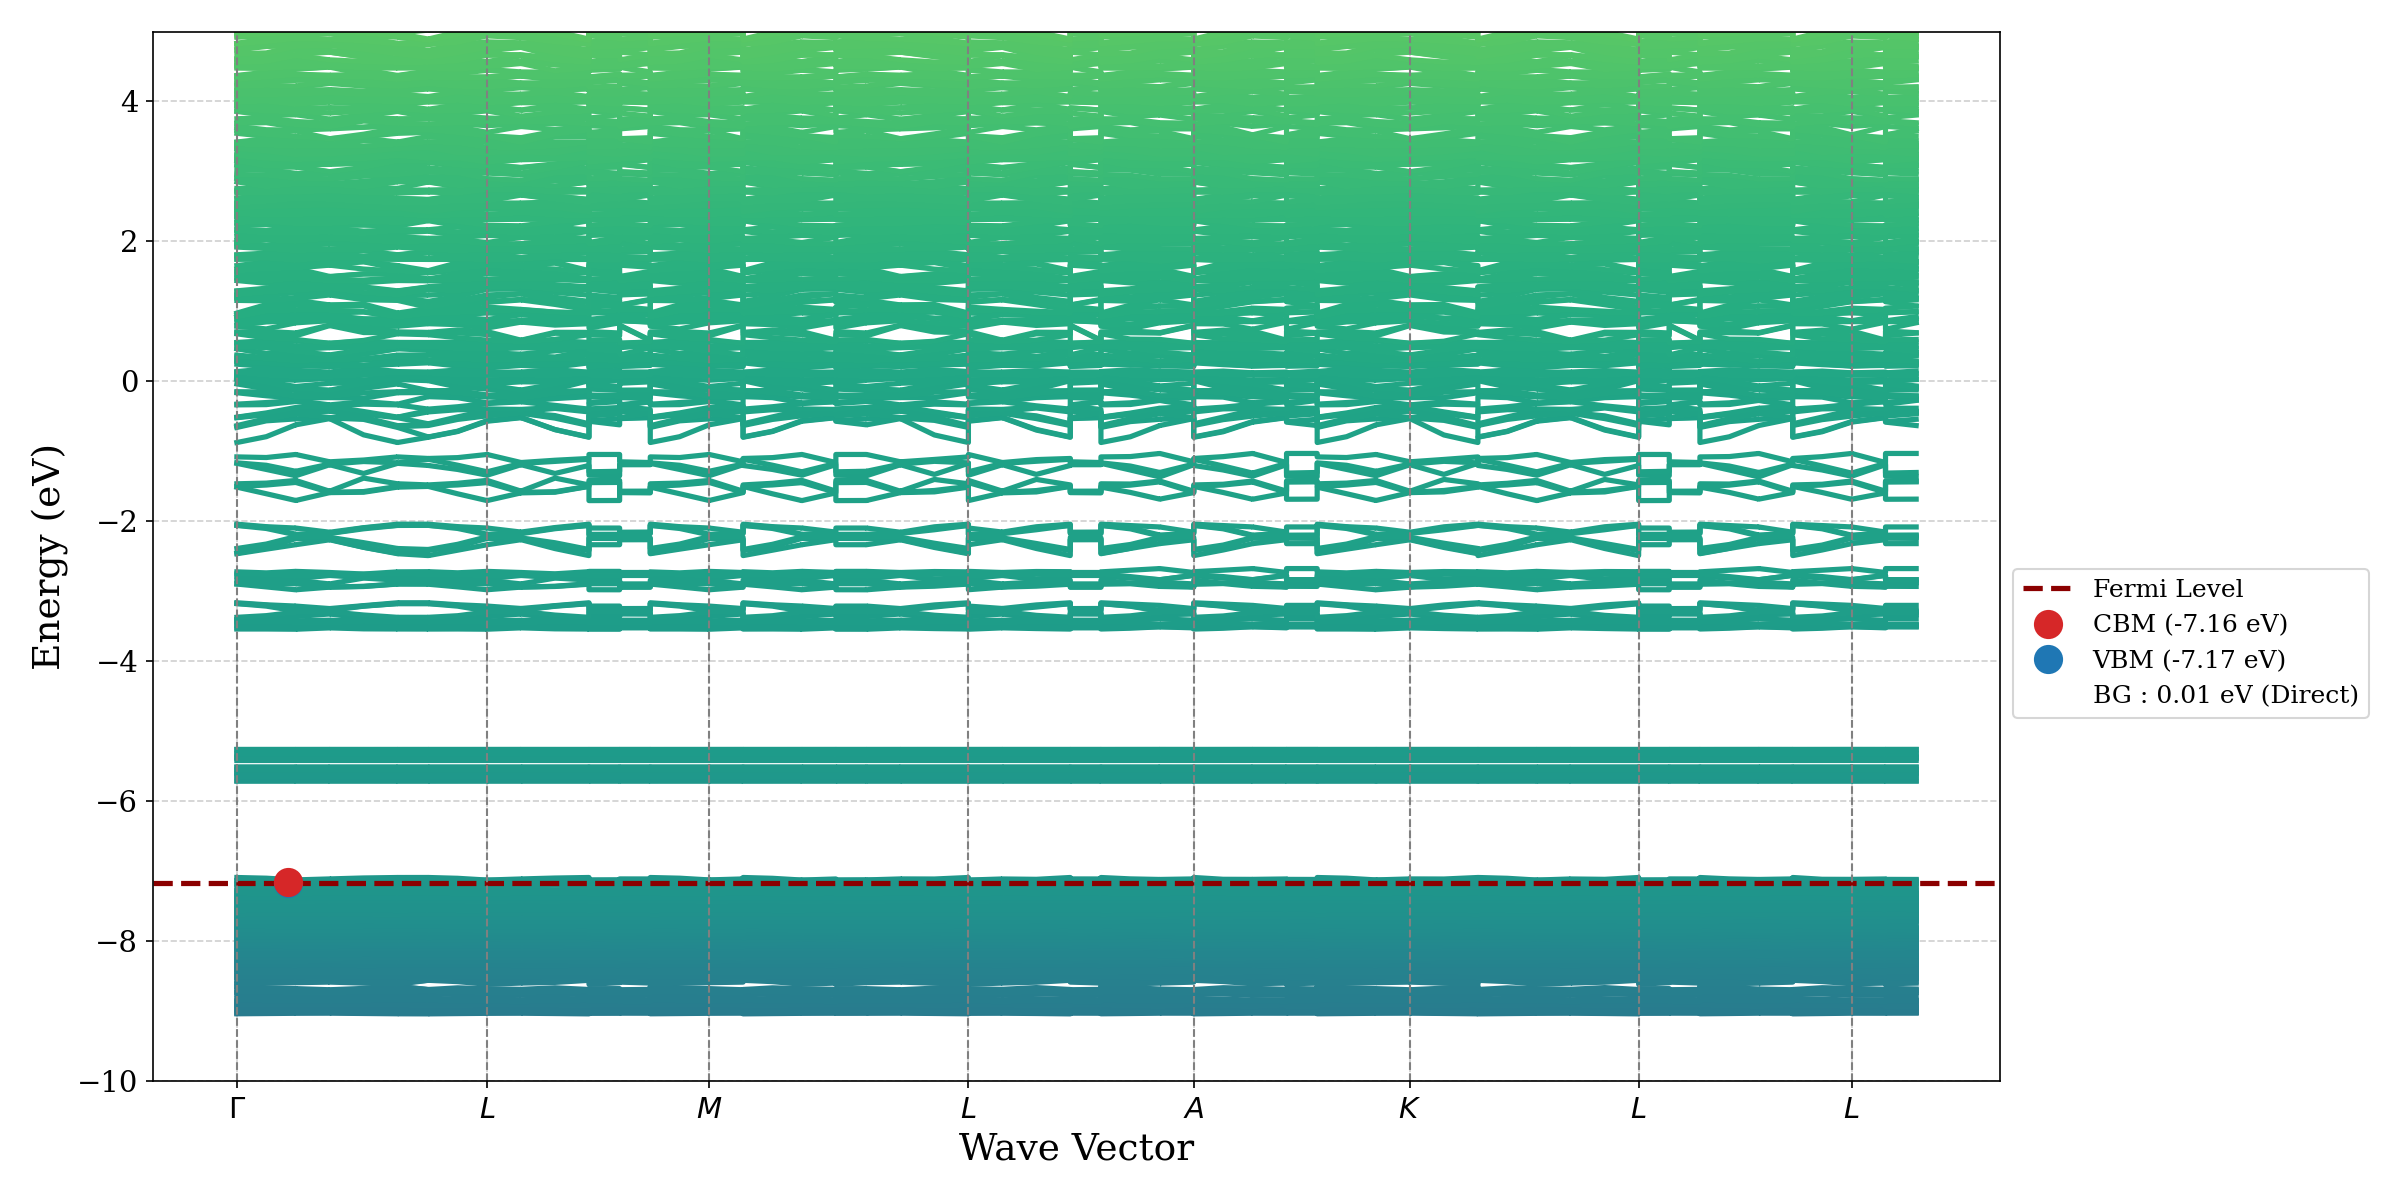 4
2
0
−2
−4
−6
−8
−10
Energy (eV)
Γ L M L A K L L
Wave Vector
Fermi Level
CBM (-7.16 eV)
VBM (-7.17 eV)
BG : 0.01 eV (Direct)